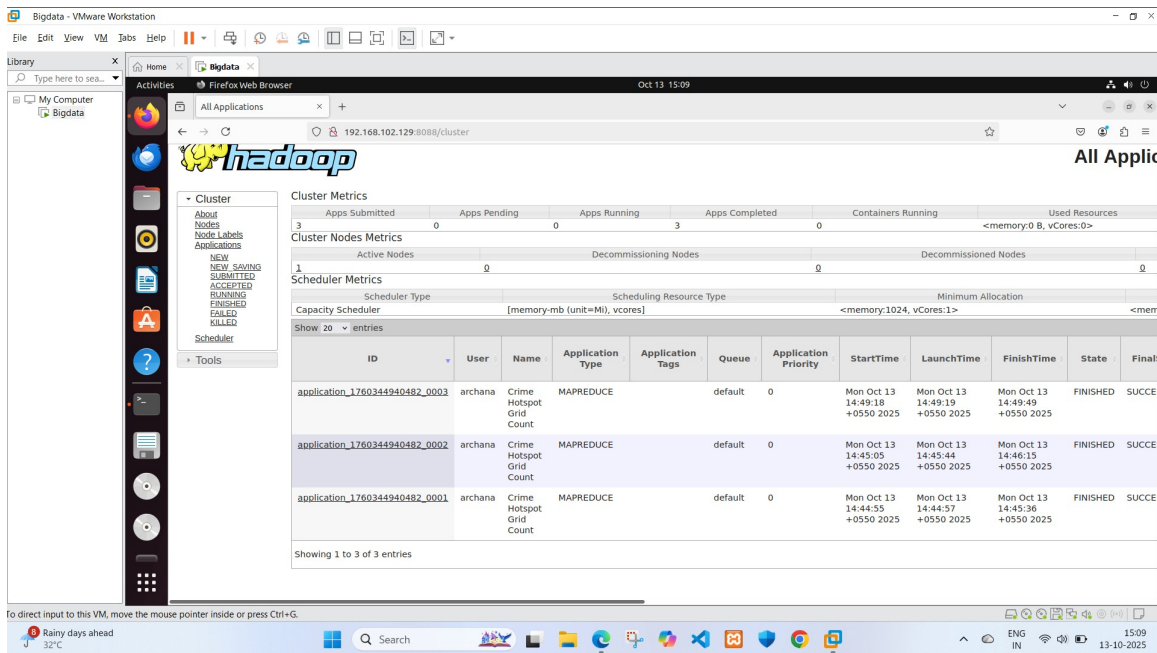 Bigdata - VMware Workstation
File Edit View VM Tabs Help
Library X
Type here to sea...
My Computer
Bigdata
Home Bigdata
Activities Firefox Web Browser Oct 13 15:09
All Applications
192.168.102.129:8088/cluster
hadoop All Applic
Cluster
About
Nodes
Node Labels
Applications
NEW
NEW_SAVING
SUBMITTED
ACCEPTED
RUNNING
FINISHED
FAILED
KILLED
Scheduler
Tools
Cluster Metrics
Apps Submitted Apps Pending Apps Running Apps Completed Containers Running Used Resources
3 0 0 3 0 <memory:0 B, vCores:0>
Cluster Nodes Metrics
Active Nodes Decommissioning Nodes Decommissioned Nodes
1 0 0 0
Scheduler Metrics
Scheduler Type Scheduling Resource Type Minimum Allocation
Capacity Scheduler [memory-mb (unit=Mi), vcores] <memory:1024, vCores:1> <mem
Show 20 entries
ID User Name Application Type Application Tags Queue Application Priority StartTime LaunchTime FinishTime State Final
application_1760344940482_0003 archana Crime Hotspot Grid Count MAPREDUCE default 0 Mon Oct 13 14:49:18 +0550 2025 Mon Oct 13 14:49:19 +0550 2025 Mon Oct 13 14:49:49 +0550 2025 FINISHED SUCCE
application_1760344940482_0002 archana Crime Hotspot Grid Count MAPREDUCE default 0 Mon Oct 13 14:45:05 +0550 2025 Mon Oct 13 14:45:44 +0550 2025 Mon Oct 13 14:46:15 +0550 2025 FINISHED SUCCE
application_1760344940482_0001 archana Crime Hotspot Grid Count MAPREDUCE default 0 Mon Oct 13 14:44:55 +0550 2025 Mon Oct 13 14:44:57 +0550 2025 Mon Oct 13 14:45:36 +0550 2025 FINISHED SUCCE
Showing 1 to 3 of 3 entries
To direct input to this VM, move the mouse pointer inside or press Ctrl+G.
8 Rainy days ahead
32°C
Search
ENG
IN
15:09
13-10-2025